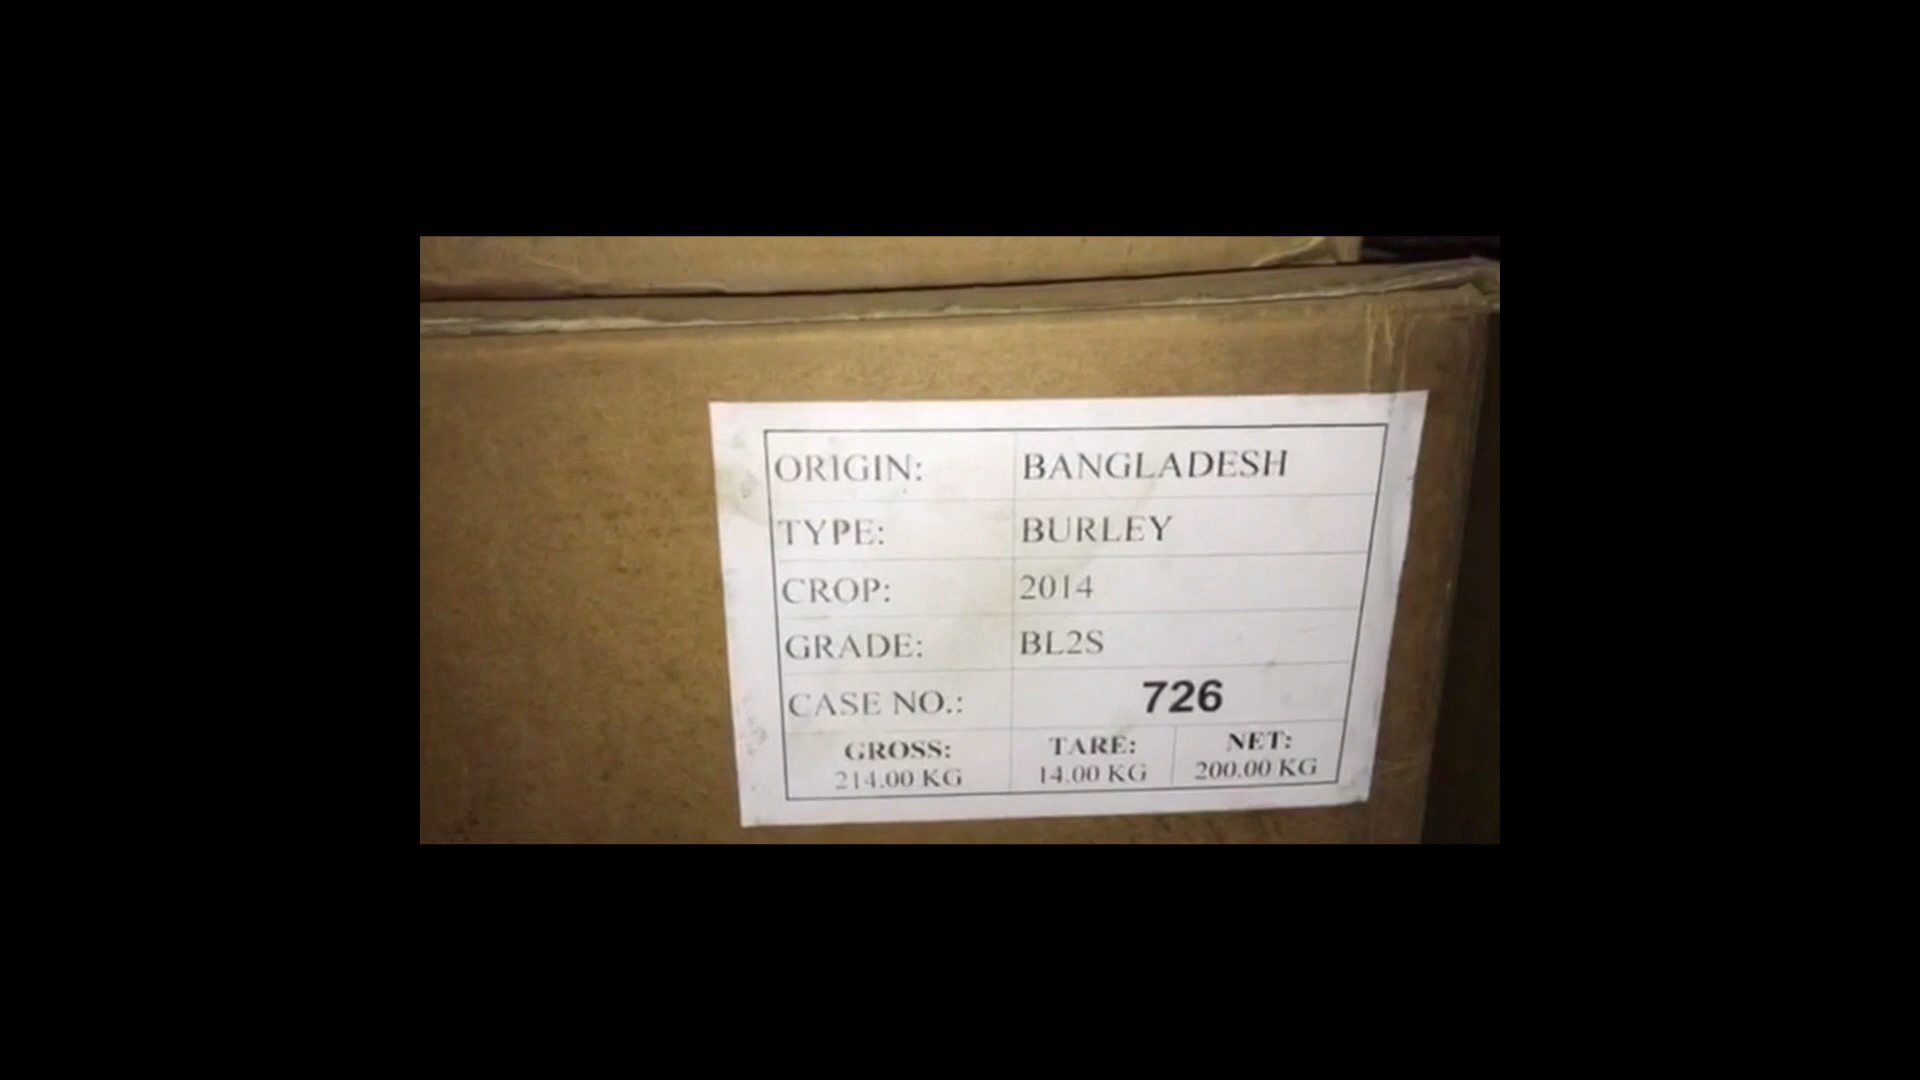 ORIGIN: BANGLADESH
TYPE: BURLEY
CROP: 2014
GRADE: BL2S
CASE NO.: 726
GROSS: TARE: NET:
214.00 KG 14.00 KG 200.00 KG